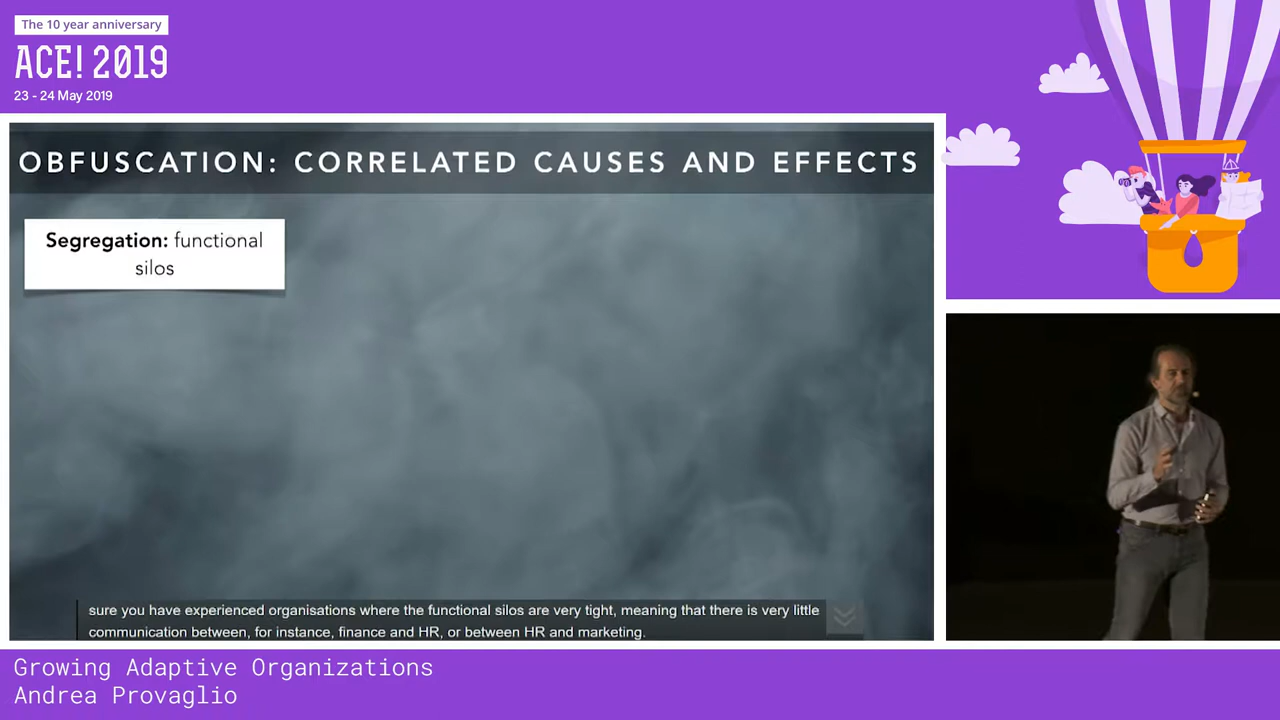 The 10 year anniversary
ACE! 2019
23 - 24 May 2019
OBFUSCATION: CORRELATED CAUSES AND EFFECTS
Segregation: functional
silos
sure you have experienced organisations where the functional silos are very tight, meaning that there is very little
communication between, for instance, finance and HR, or between HR and marketing.
Growing Adaptive Organizations
Andrea Provaglio